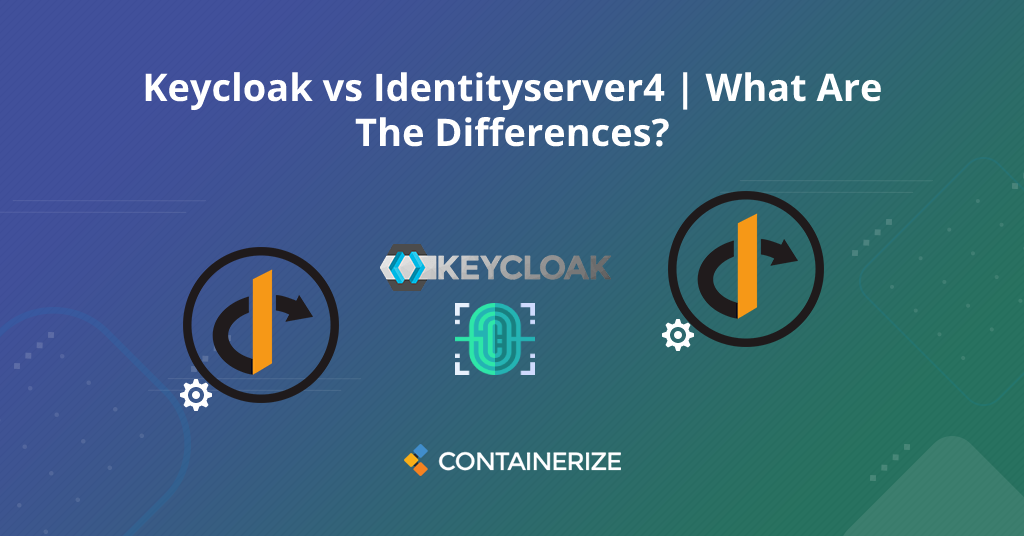 Keycloak vs Identityserver4 | What Are
The Differences?
KEYCLOAK
CONTAINERIZE